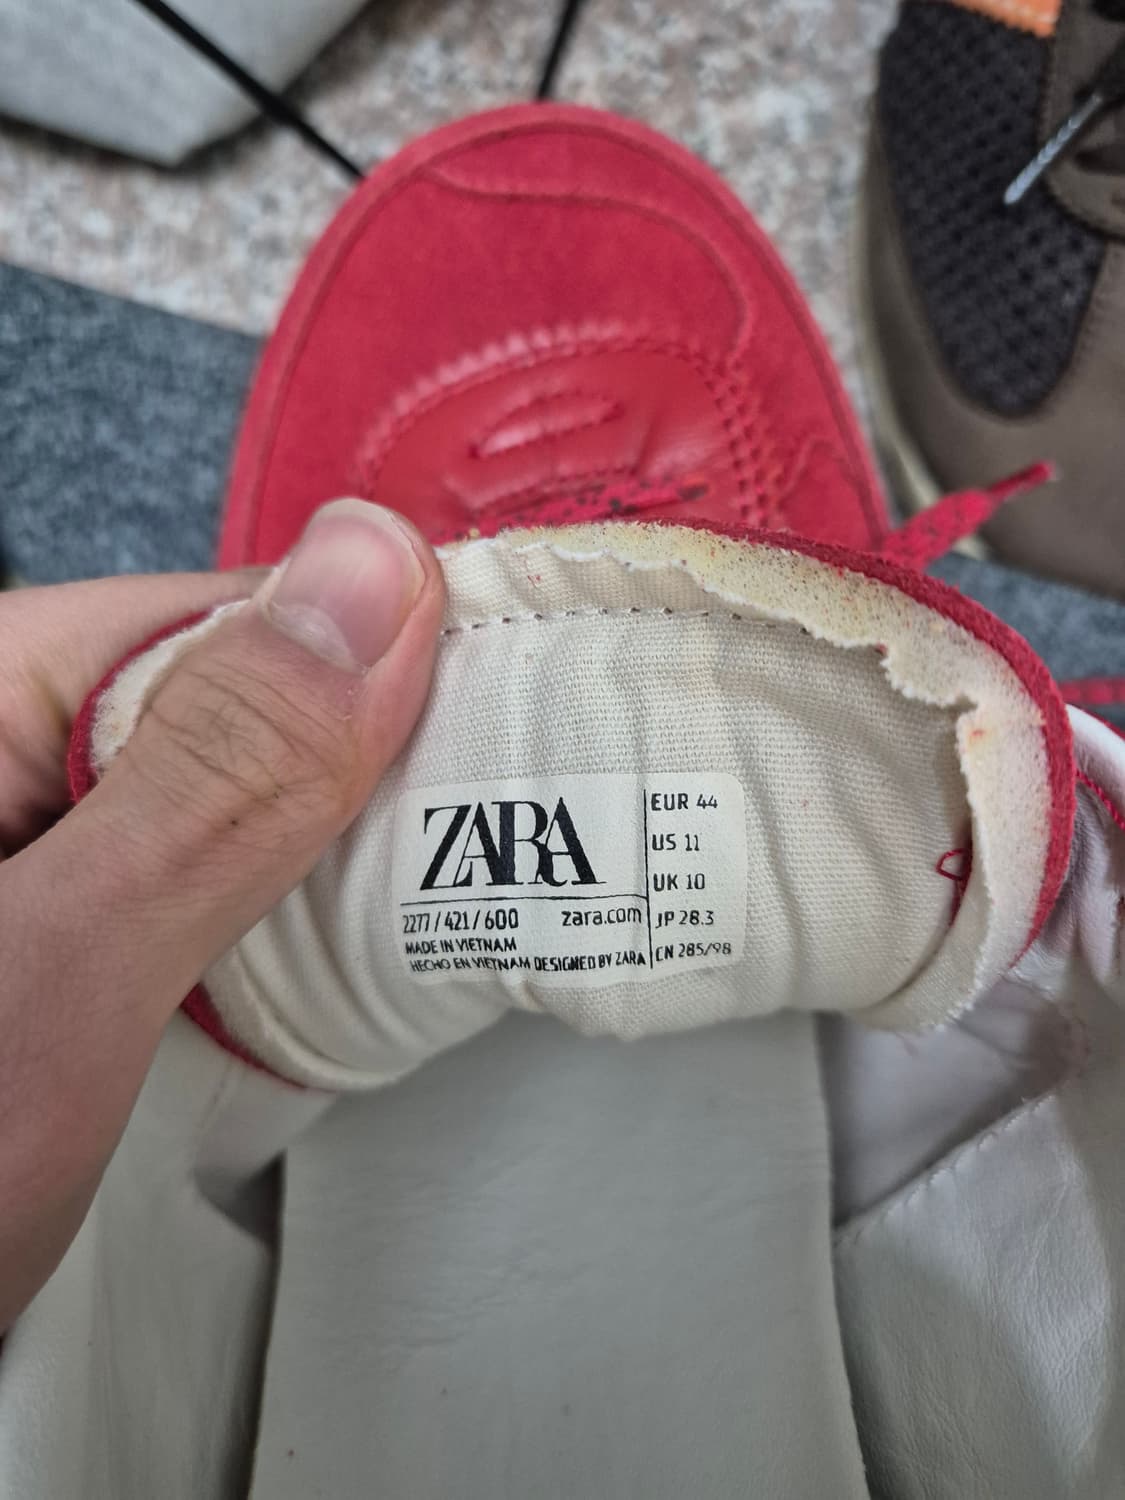 ZARA
2277/421/600 zara.com
MADE IN VIETNAM
HECHO EN VIETNAM DESIGNED BY ZARA
EUR 44
US 11
UK 10
JP 28.3
CN 285/98